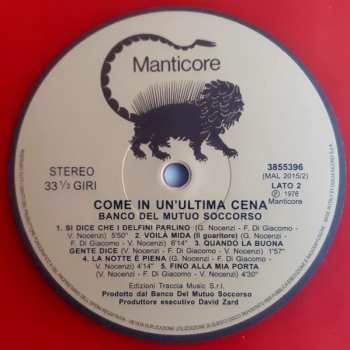 Manticore
STEREO
33 ⅓ GIRI
3855396
(MAL 2015/2)
LATO 2
℗ 1976
Manticore
COME IN UN'ULTIMA CENA
BANCO DEL MUTUO SOCCORSO
1. SI DICE CHE I DELFINI PARLINO (G. Nocenzi - F. Di Giacomo -
V. Nocenzi) 5'50" 2. VOILÀ MIDA (Il guaritore) (G. Nocenzi -
F. Di Giacomo - V. Nocenzi) 6'14" 3. QUANDO LA BUONA
GENTE DICE (V. Nocenzi - F. Di Giacomo) 1'57"
4. LA NOTTE È PIENA (G. Nocenzi - F. Di Giacomo -
V. Nocenzi) 4'14" 5. FINO ALLA MIA PORTA
(V. Nocenzi - F. Di Giacomo - V. Nocenzi) 4'30"
Edizioni Traccia Music S.r.l.
Prodotto dal Banco Del Mutuo Soccorso
Produttore esecutivo David Zard